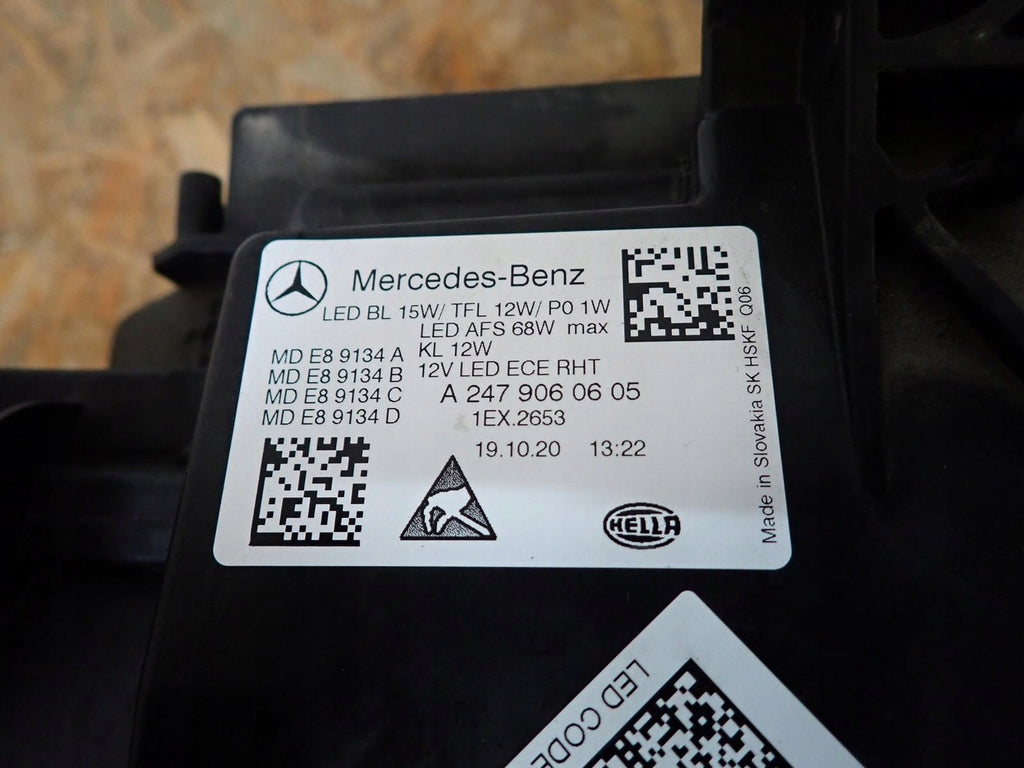 Mercedes-Benz
LED BL 15W/ TFL 12W/ P0 1W
LED AFS 68W max
KL 12W
12V LED ECE RHT
MD E8 9134 A
MD E8 9134 B
MD E8 9134 C
MD E8 9134 D
A 247 906 06 05
1EX.2653
19.10.20 13:22
HELLA
Made in Slovakia SK HSKF Q06
LED CODE